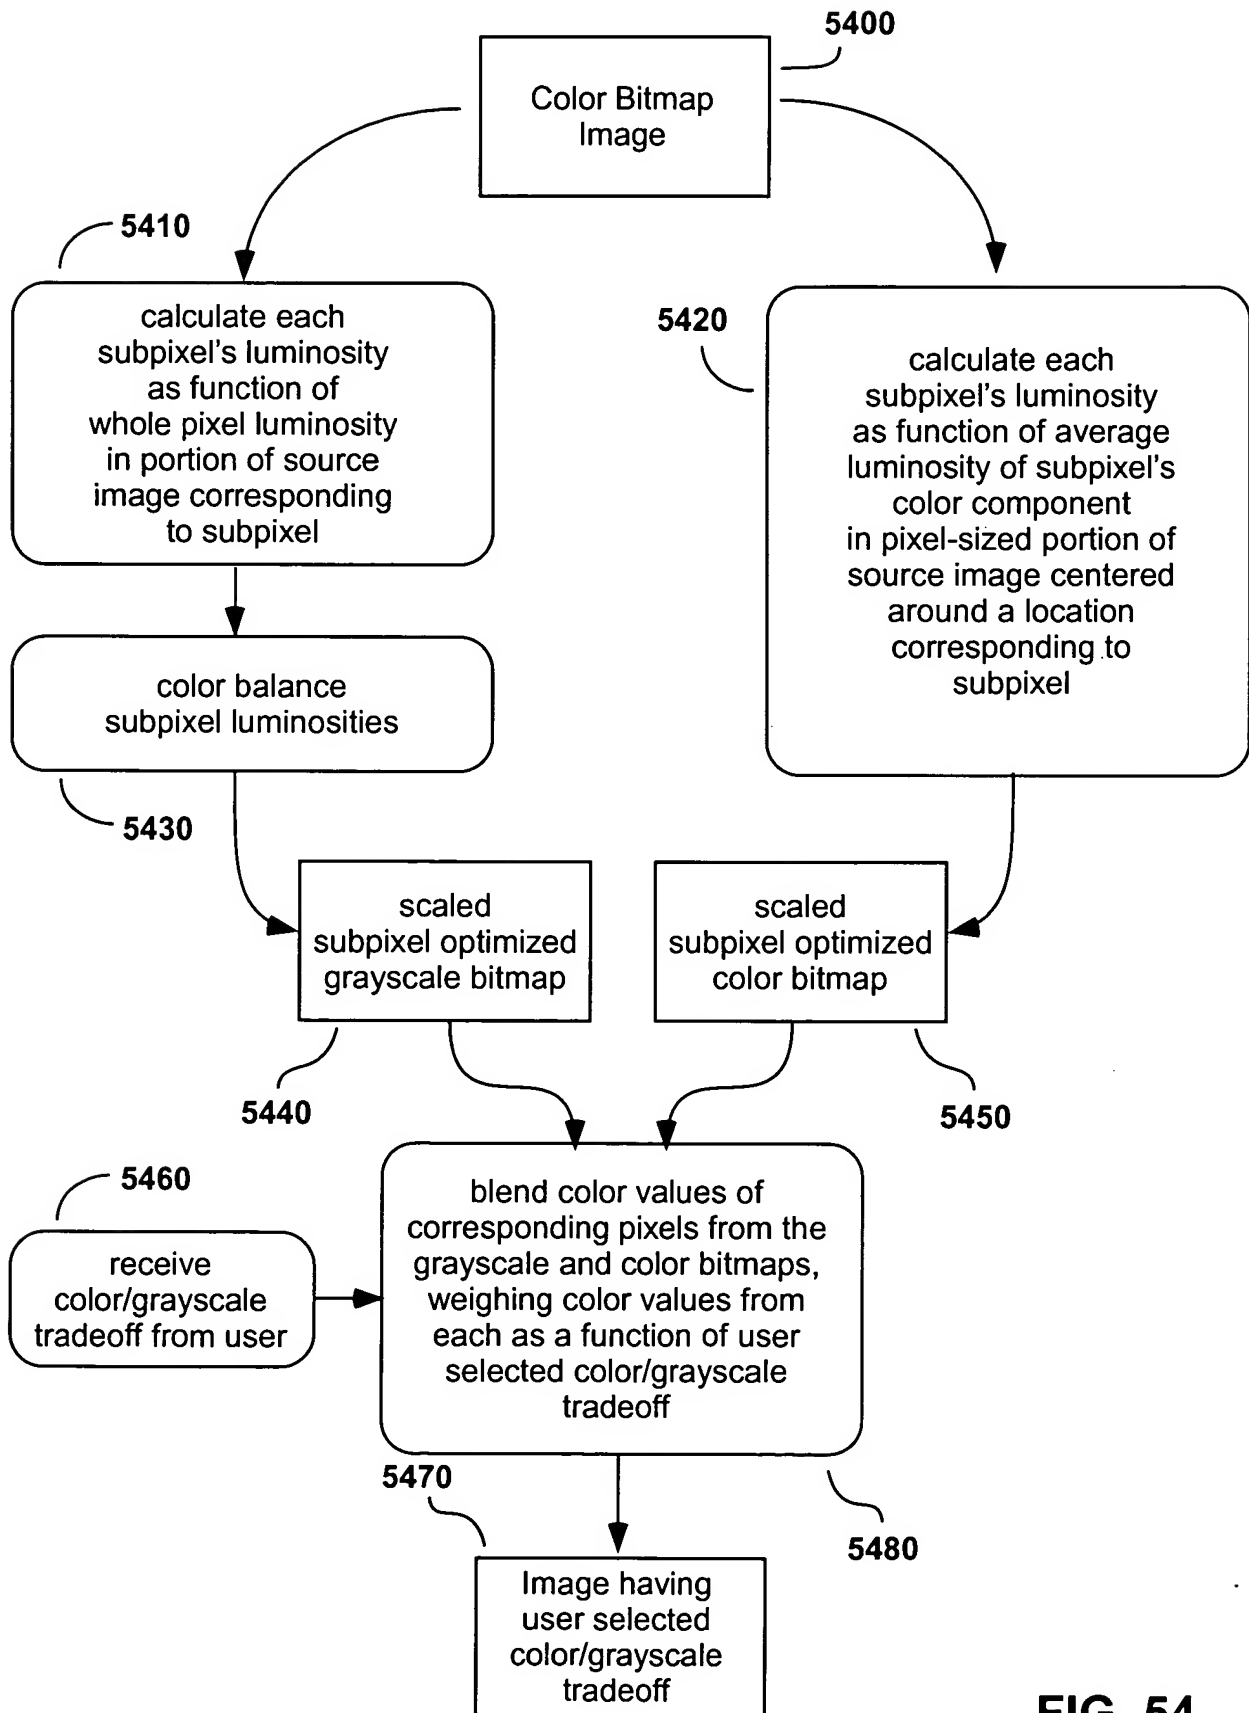 5400
Color Bitmap
Image
5410
calculate each
subpixel's luminosity
as function of
whole pixel luminosity
in portion of source
image corresponding
to subpixel
5420
calculate each
subpixel's luminosity
as function of average
luminosity of subpixel's
color component
in pixel-sized portion of
source image centered
around a location
corresponding to
subpixel
color balance
subpixel luminosities
5430
scaled
subpixel optimized
grayscale bitmap
scaled
subpixel optimized
color bitmap
5440
5450
5460
receive
color/grayscale
tradeoff from user
blend color values of
corresponding pixels from the
grayscale and color bitmaps,
weighing color values from
each as a function of user
selected color/grayscale
tradeoff
5470
5480
Image having
user selected
color/grayscale
tradeoff
FIG. 54